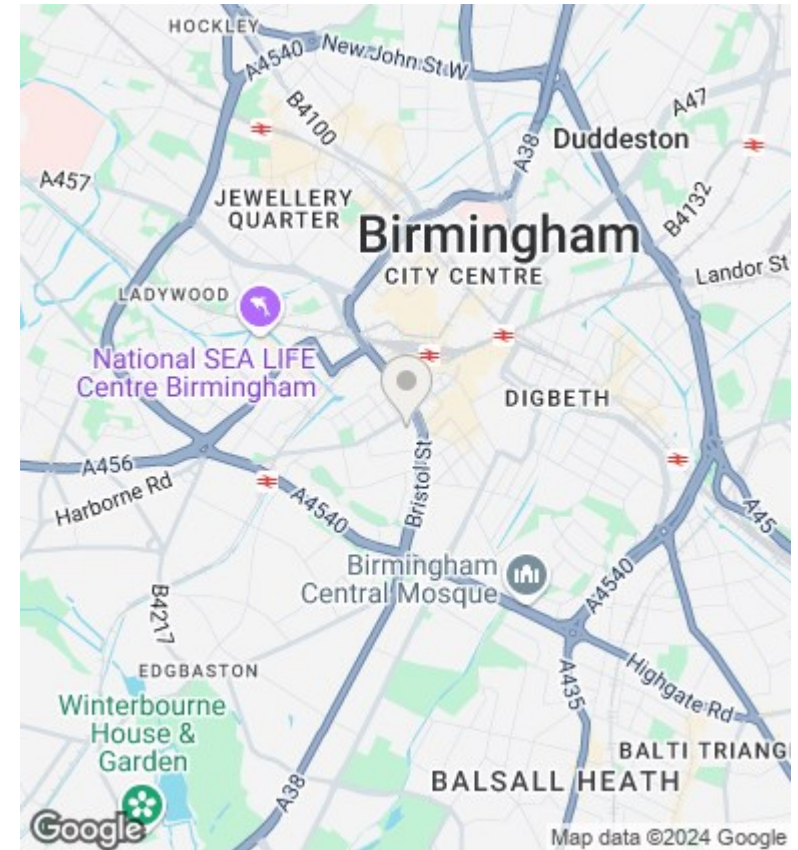 HOCKLEY
A4540
New John St W
B4100
A38
A47
Duddeston
A457
JEWELLERY
QUARTER
B4132
Birmingham
CITY CENTRE
Landor St
LADYWOOD
National SEA LIFE
Centre Birmingham
DIGBETH
A456
Harborne Rd
A4540
Bristol St
A45
Birmingham
Central Mosque
A4540
B4217
EDGBASTON
A435
Highgate Rd
Winterbourne
House &
Garden
BALTI TRIANGL
BALSALL HEATH
A38
Google
Map data ©2024 Google